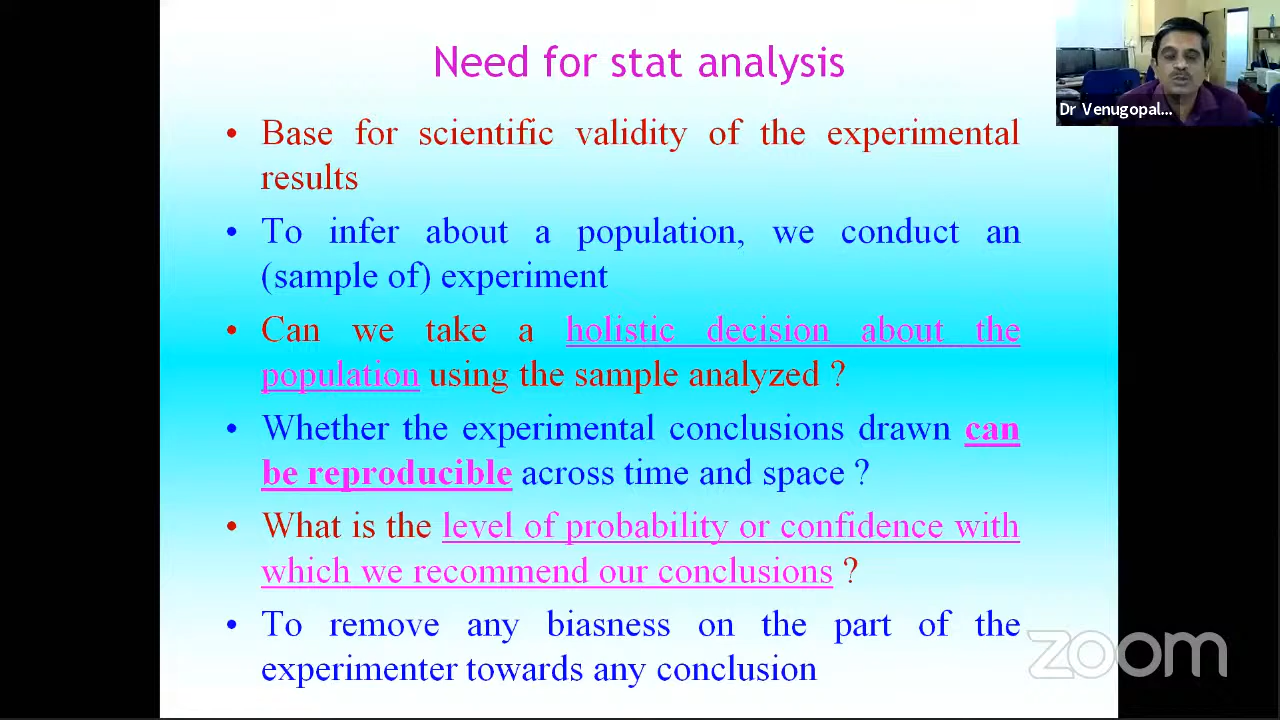 Need for stat analysis
Dr Venugopal...
• Base for scientific validity of the experimental
results
• To infer about a population, we conduct an
(sample of) experiment
• Can we take a holistic decision about the
population using the sample analyzed ?
• Whether the experimental conclusions drawn can
be reproducible across time and space ?
• What is the level of probability or confidence with
which we recommend our conclusions ?
• To remove any biasness on the part of the
experimenter towards any conclusion
zoom